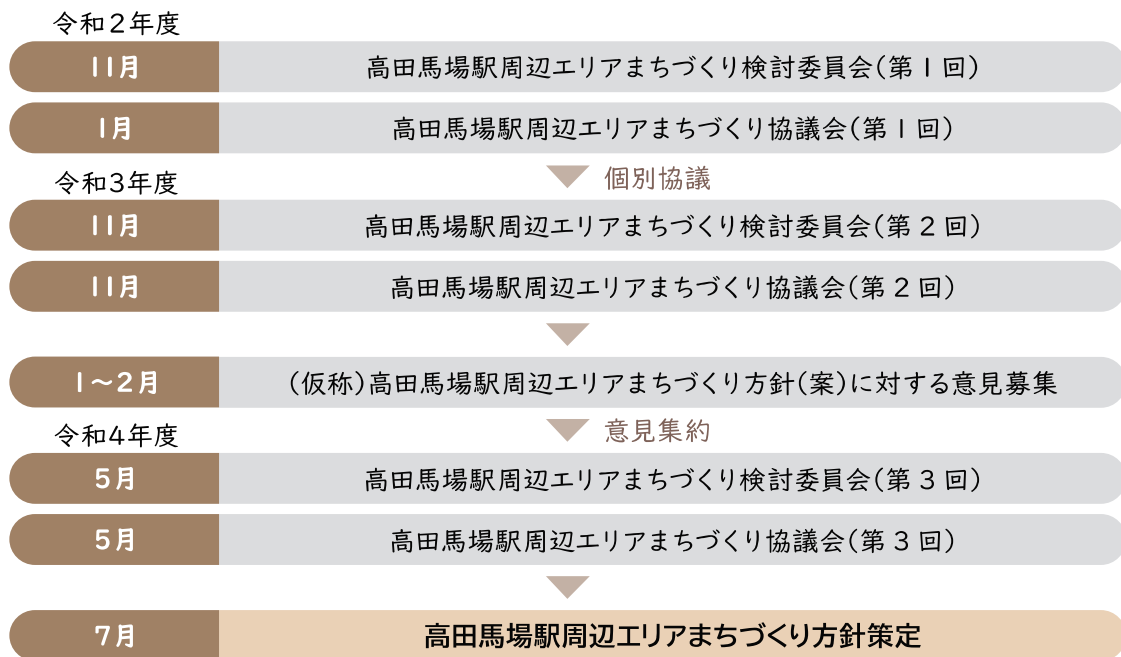 令和2年度
11月 高田馬場駅周辺エリアまちづくり検討委員会(第1回)
1月 高田馬場駅周辺エリアまちづくり協議会(第1回)
個別協議
令和3年度
11月 高田馬場駅周辺エリアまちづくり検討委員会(第2回)
11月 高田馬場駅周辺エリアまちづくり協議会(第2回)
1〜2月 (仮称)高田馬場駅周辺エリアまちづくり方針(案)に対する意見募集
意見集約
令和4年度
5月 高田馬場駅周辺エリアまちづくり検討委員会(第3回)
5月 高田馬場駅周辺エリアまちづくり協議会(第3回)
7月 高田馬場駅周辺エリアまちづくり方針策定